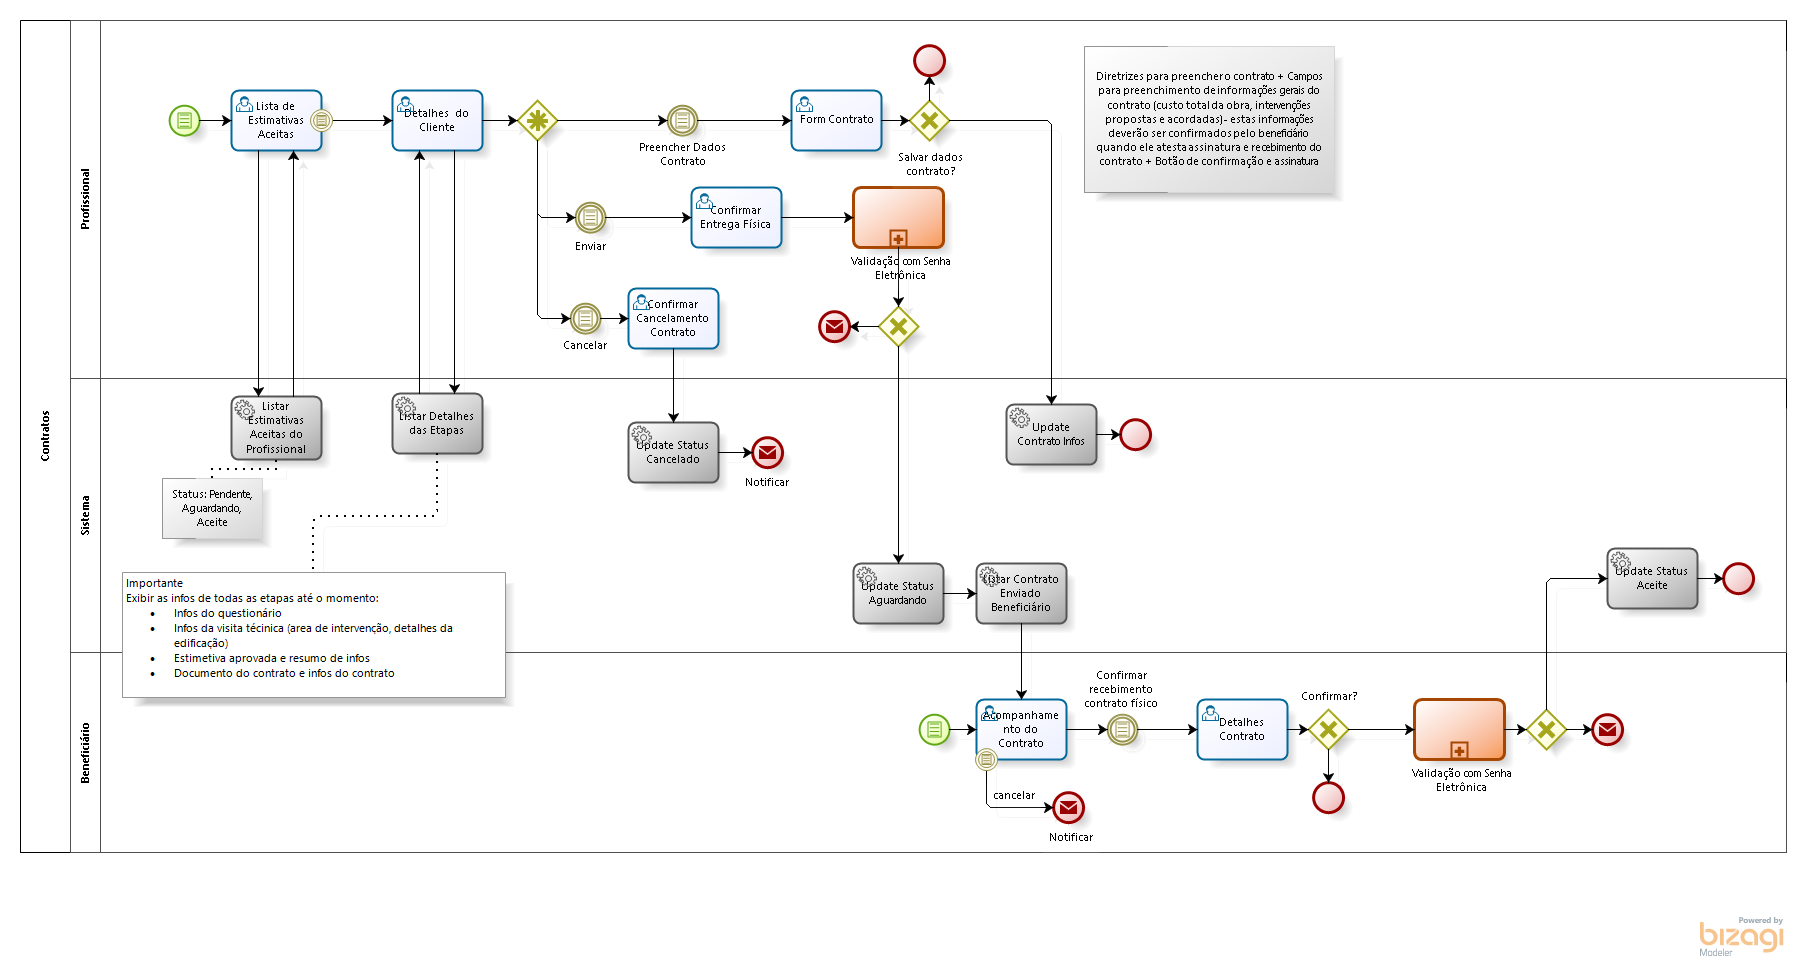 Contratos
Profissional
Sistema
Beneficiário
Lista de
Estimativas
Aceitas
Detalhes do
Cliente
Preencher Dados
Contrato
Form Contrato
Salvar dados
contrato?
Diretrizes para preencher o contrato + Campos
para preenchimento de informações gerais do
contrato (custo total da obra, intervenções
propostas e acordadas)- estas informações
deverão ser confirmados pelo beneficiário
quando ele atesta assinatura e recebimento do
contrato + Botão de confirmação e assinatura
Enviar
Confirmar
Entrega Física
Validação com Senha
Eletrônica
Cancelar
Confirmar
Cancelamento
Contrato
Listar
Estimativas
Aceitas do
Profissional
Listar Detalhes
das Etapas
Update Status
Cancelado
Notificar
Update
Contrato Infos
Status: Pendente,
Aguardando,
Aceite
Importante
Exibir as infos de todas as etapas até o momento:
• Infos do questionário
• Infos da visita técinica (area de intervenção, detalhes da
edificação)
• Estimetiva aprovada e resumo de infos
• Documento do contrato e infos do contrato
Update Status
Aguardando
Listar Contrato
Enviado
Beneficiário
Update Status
Aceite
Acompanhame
nto do
Contrato
cancelar
Notificar
Confirmar
recebimento
contrato físico
Detalhes
Contrato
Confirmar?
Validação com Senha
Eletrônica
Powered by
bizagi
Modeler